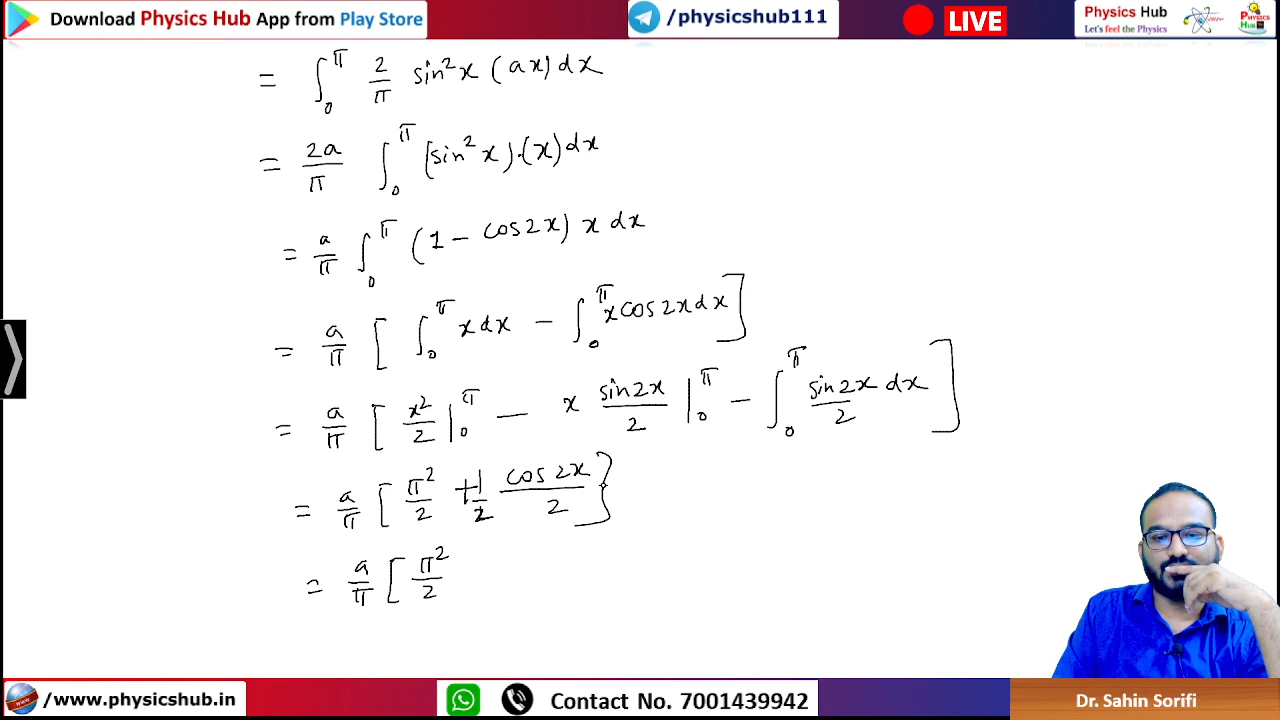 Download Physics Hub App from Play Store
/physicshub111
LIVE
Physics Hub
Let's feel the Physics
PHYSICS HUB
= ∫₀^π 2/π sin²x (ax) dx
= 2a/π ∫₀^π (sin²x)·(x) dx
= a/π ∫₀^π (1 − cos2x) x dx
= a/π [ ∫₀^π x dx − ∫₀^π x cos2x dx ]
= a/π [ x²/2 |₀^π − x sin2x/2 |₀^π − ∫₀^π sin2x/2 dx ]
= a/π [ π²/2 + 1/2 cos2x/2 }
= a/π [ π²/2
/www.physicshub.in
Contact No. 7001439942
Dr. Sahin Sorifi